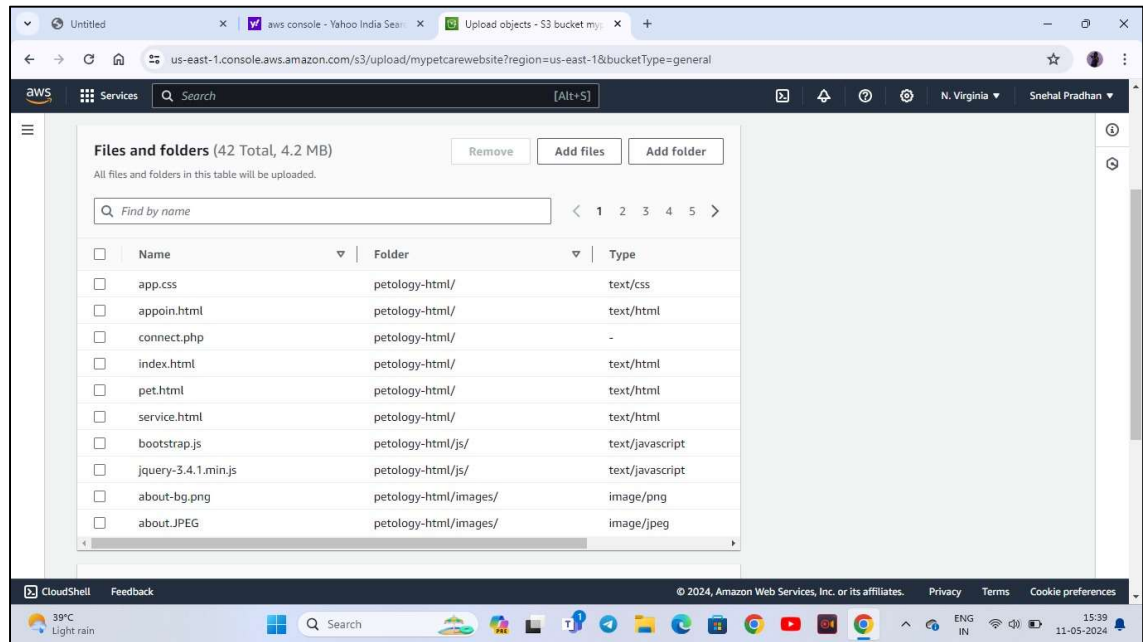 Untitled
aws console - Yahoo India Sear
Upload objects - S3 bucket my
us-east-1.console.aws.amazon.com/s3/upload/mypetcarewebsite?region=us-east-1&bucketType=general
aws Services Search [Alt+S] N. Virginia Snehal Pradhan
Files and folders (42 Total, 4.2 MB) Remove Add files Add folder
All files and folders in this table will be uploaded.
Find by name 1 2 3 4 5
Name Folder Type
app.css petology-html/ text/css
appoin.html petology-html/ text/html
connect.php petology-html/ -
index.html petology-html/ text/html
pet.html petology-html/ text/html
service.html petology-html/ text/html
bootstrap.js petology-html/js/ text/javascript
jquery-3.4.1.min.js petology-html/js/ text/javascript
about-bg.png petology-html/images/ image/png
about.JPEG petology-html/images/ image/jpeg
CloudShell Feedback © 2024, Amazon Web Services, Inc. or its affiliates. Privacy Terms Cookie preferences
39°C
Light rain
Search
PRE
ENG
IN
15:39
11-05-2024